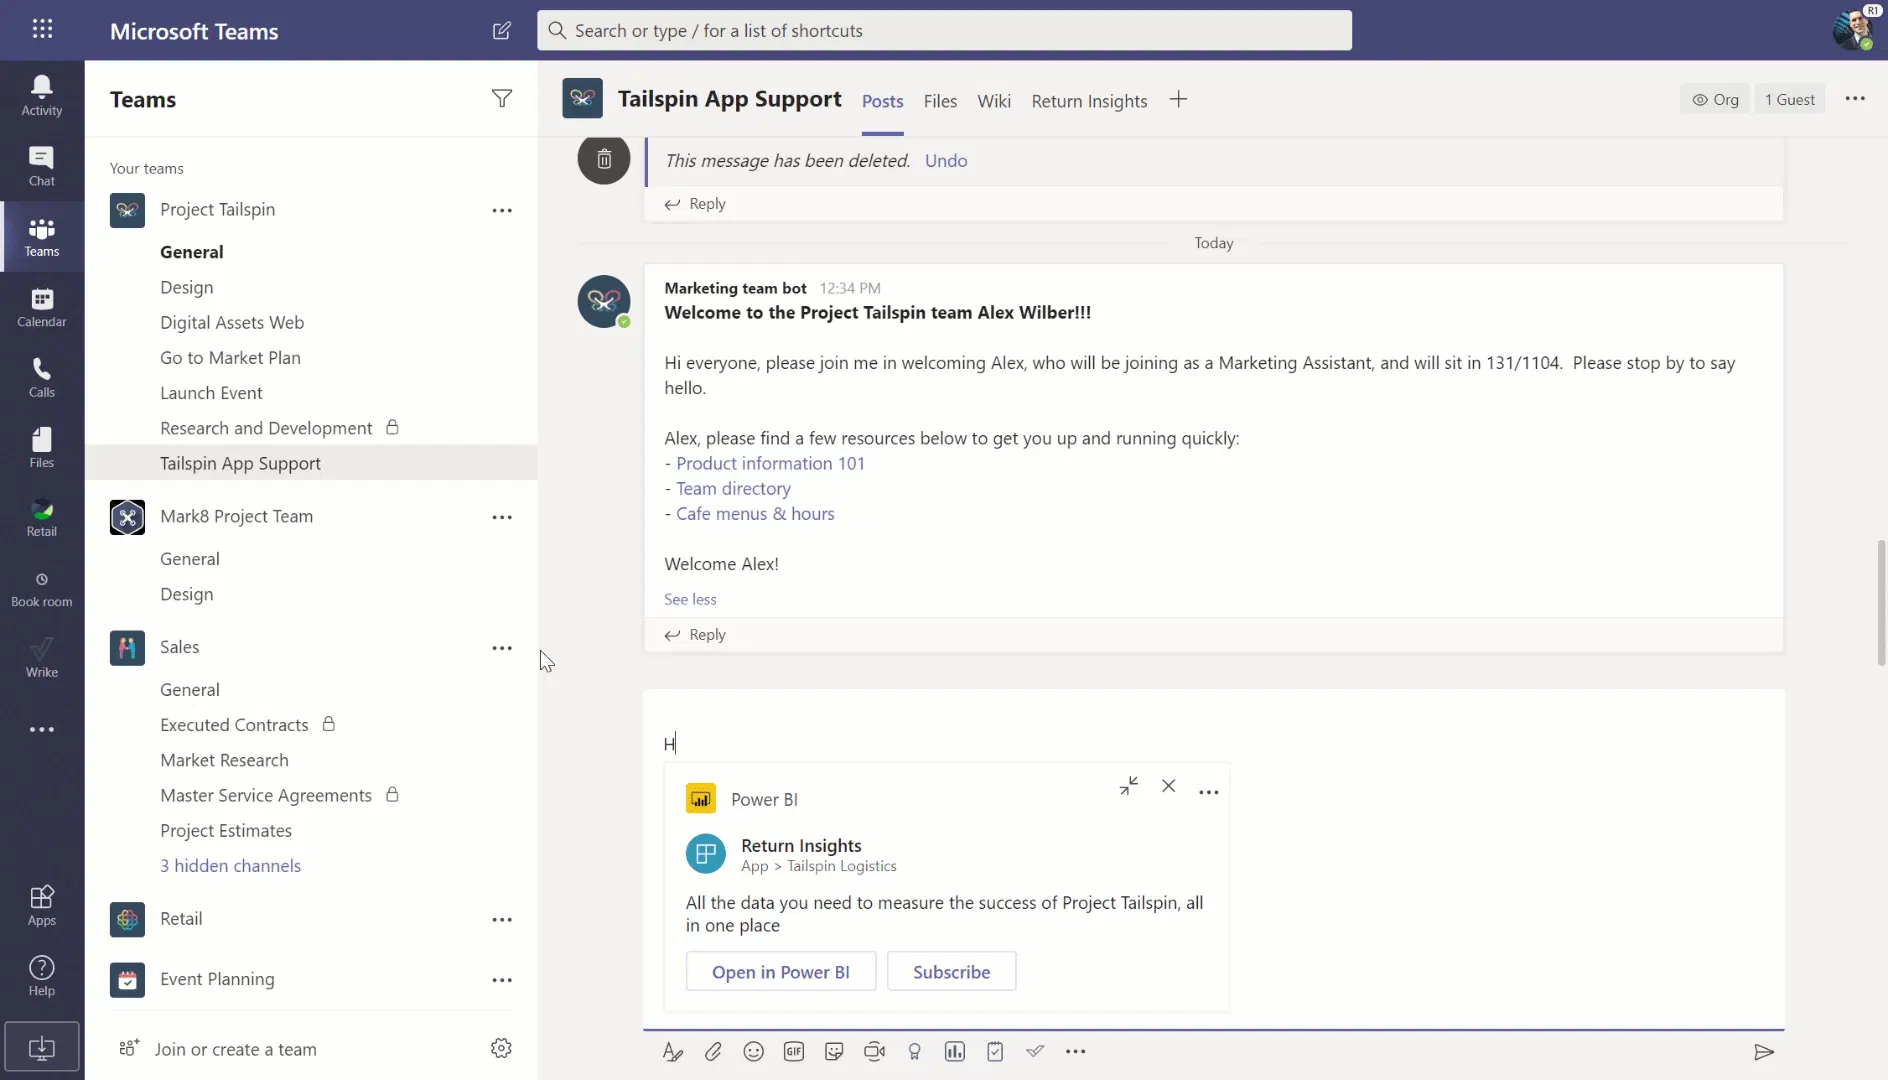 Microsoft Teams
Search or type / for a list of shortcuts
R1
Activity
Chat
Teams
Calendar
Calls
Files
Retail
Book room
Wrike
Apps
Help
Teams
Your teams
Project Tailspin
General
Design
Digital Assets Web
Go to Market Plan
Launch Event
Research and Development
Tailspin App Support
Mark8 Project Team
General
Design
Sales
General
Executed Contracts
Market Research
Master Service Agreements
Project Estimates
3 hidden channels
Retail
Event Planning
Join or create a team
Tailspin App Support
Posts
Files
Wiki
Return Insights
Org
1 Guest
This message has been deleted. Undo
Reply
Today
Marketing team bot 12:34 PM
Welcome to the Project Tailspin team Alex Wilber!!!
Hi everyone, please join me in welcoming Alex, who will be joining as a Marketing Assistant, and will sit in 131/1104. Please stop by to say
hello.
Alex, please find a few resources below to get you up and running quickly:
- Product information 101
- Team directory
- Cafe menus & hours
Welcome Alex!
See less
Reply
H
Power BI
Return Insights
App > Tailspin Logistics
All the data you need to measure the success of Project Tailspin, all
in one place
Open in Power BI
Subscribe
GIF